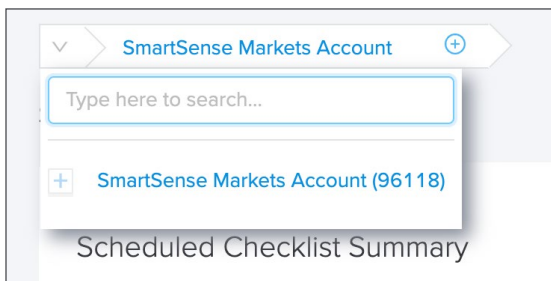 SmartSense Markets Account
Type here to search...
SmartSense Markets Account (96118)
Scheduled Checklist Summary